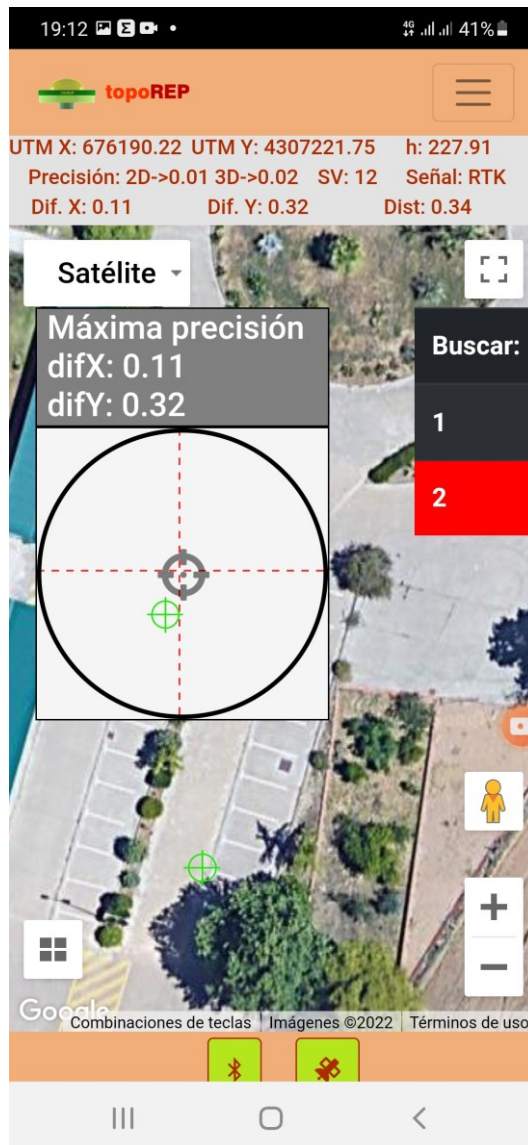 19:12
4G 41%
topoREP
UTM X: 676190.22 UTM Y: 4307221.75 h: 227.91
Precisión: 2D->0.01 3D->0.02 SV: 12 Señal: RTK
Dif. X: 0.11 Dif. Y: 0.32 Dist: 0.34
Satélite
Máxima precisión
difX: 0.11
difY: 0.32
Buscar:
1
2
Google
Combinaciones de teclas Imágenes ©2022 Términos de uso